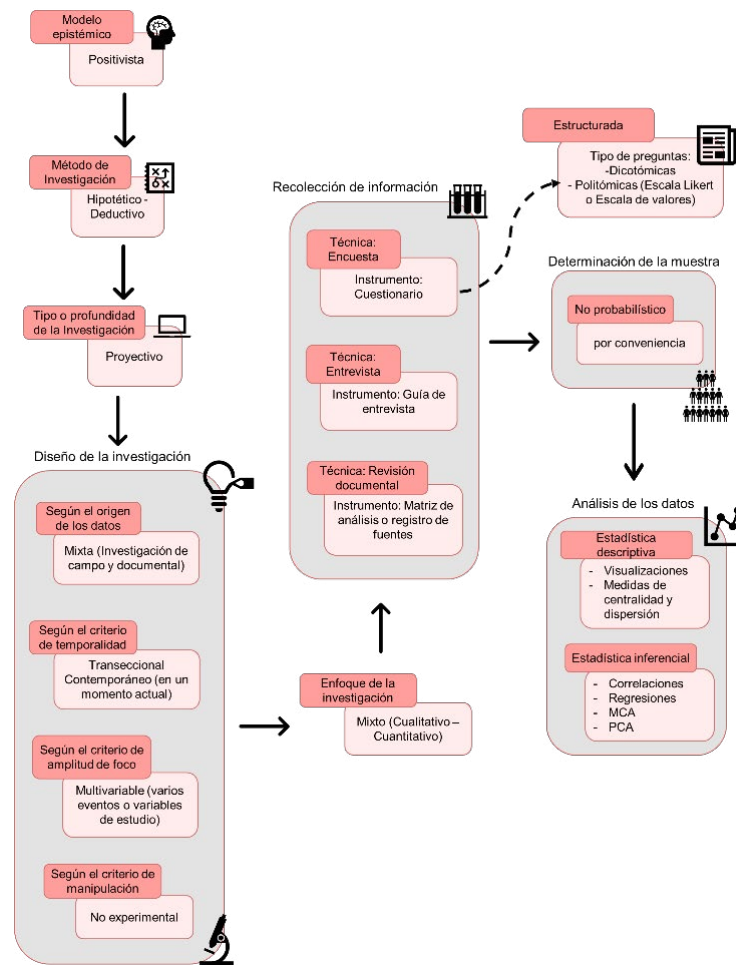 Modelo
epistémico
Positivista
Método de
Investigación
Hipotético -
Deductivo
Tipo o profundidad
de la Investigación
Proyectivo
Diseño de la investigación
Según el origen
de los datos
Mixta (Investigación de
campo y documental)
Según el criterio
de temporalidad
Transeccional
Contemporáneo (en un
momento actual)
Según el criterio de
amplitud de foco
Multivariable (varios
eventos o variables
de estudio)
Según el criterio de
manipulación
No experimental
Enfoque de la
investigación
Mixto (Cualitativo –
Cuantitativo)
Recolección de información
Técnica:
Encuesta
Instrumento:
Cuestionario
Técnica:
Entrevista
Instrumento: Guía de
entrevista
Técnica: Revisión
documental
Instrumento: Matriz de
análisis o registro de
fuentes
Estructurada
Tipo de preguntas:
-Dicotómicas
- Politómicas (Escala Likert
o Escala de valores)
Determinación de la muestra
No probabilístico
por conveniencia
Análisis de los datos
Estadística
descriptiva
- Visualizaciones
- Medidas de
centralidad y
dispersión
Estadística inferencial
- Correlaciones
- Regresiones
- MCA
- PCA